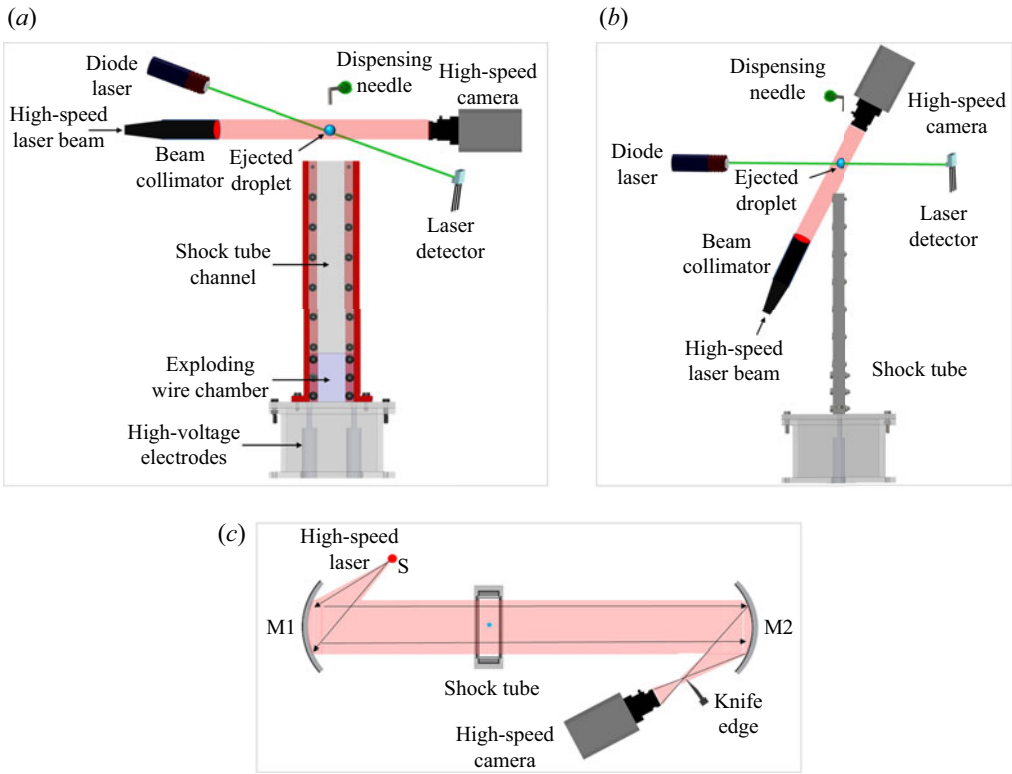 (a)
Diode
laser
Dispensing
needle
High-speed
camera
High-speed
laser beam
Beam
collimator
Ejected
droplet
Laser
detector
Shock tube
channel
Exploding
wire chamber
High-voltage
electrodes
(b)
Dispensing
needle
High-speed
camera
Diode
laser
Ejected
droplet
Laser
detector
Beam
collimator
High-speed
laser beam
Shock tube
(c)
High-speed
laser
S
M1
M2
Shock tube
Knife
edge
High-speed
camera